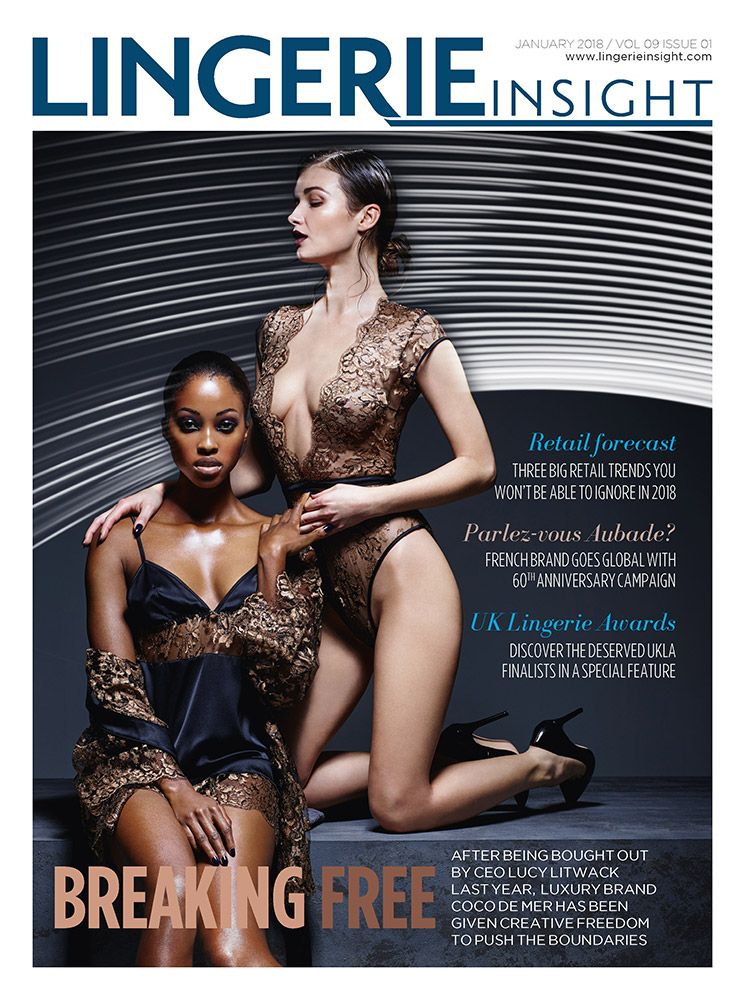 JANUARY 2018 / VOL 09 ISSUE 01
www.lingerieinsight.com
LINGERIE INSIGHT
Retail forecast
THREE BIG RETAIL TRENDS YOU
WON'T BE ABLE TO IGNORE IN 2018
Parlez-vous Aubade?
FRENCH BRAND GOES GLOBAL WITH
60TH ANNIVERSARY CAMPAIGN
UK Lingerie Awards
DISCOVER THE DESERVED UKLA
FINALISTS IN A SPECIAL FEATURE
BREAKING FREE
AFTER BEING BOUGHT OUT
BY CEO LUCY LITWACK
LAST YEAR, LUXURY BRAND
COCO DE MER HAS BEEN
GIVEN CREATIVE FREEDOM
TO PUSH THE BOUNDARIES